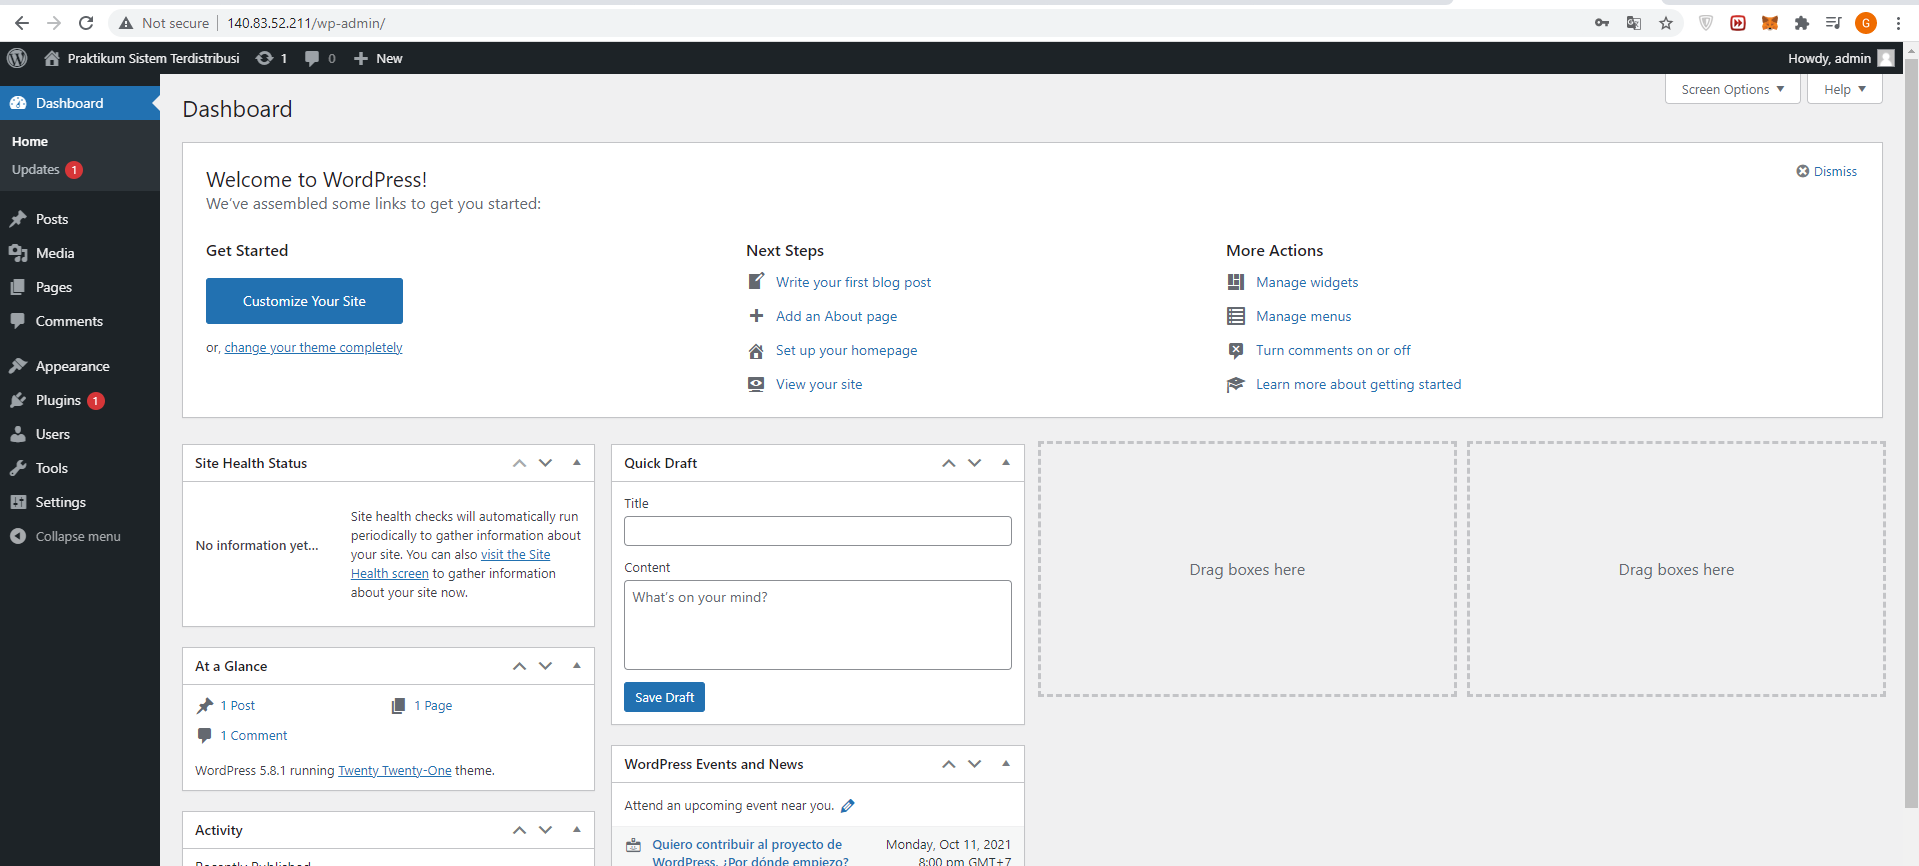 Not secure
140.83.52.211/wp-admin/
G
Praktikum Sistem Terdistribusi
1
0
New
Howdy, admin
Dashboard
Home
Updates 1
Posts
Media
Pages
Comments
Appearance
Plugins 1
Users
Tools
Settings
Collapse menu
Dashboard
Screen Options
Help
Welcome to WordPress!
We've assembled some links to get you started:
Dismiss
Get Started
Customize Your Site
or, change your theme completely
Next Steps
Write your first blog post
Add an About page
Set up your homepage
View your site
More Actions
Manage widgets
Manage menus
Turn comments on or off
Learn more about getting started
Site Health Status
No information yet...
Site health checks will automatically run
periodically to gather information about
your site. You can also visit the Site
Health screen to gather information
about your site now.
At a Glance
1 Post
1 Page
1 Comment
WordPress 5.8.1 running Twenty Twenty-One theme.
Activity
Recently Published
Quick Draft
Title
Content
What's on your mind?
Save Draft
WordPress Events and News
Attend an upcoming event near you.
Quiero contribuir al proyecto de
WordPress. ¿Por dónde empiezo?
Monday, Oct 11, 2021
8:00 pm GMT+7
Drag boxes here
Drag boxes here